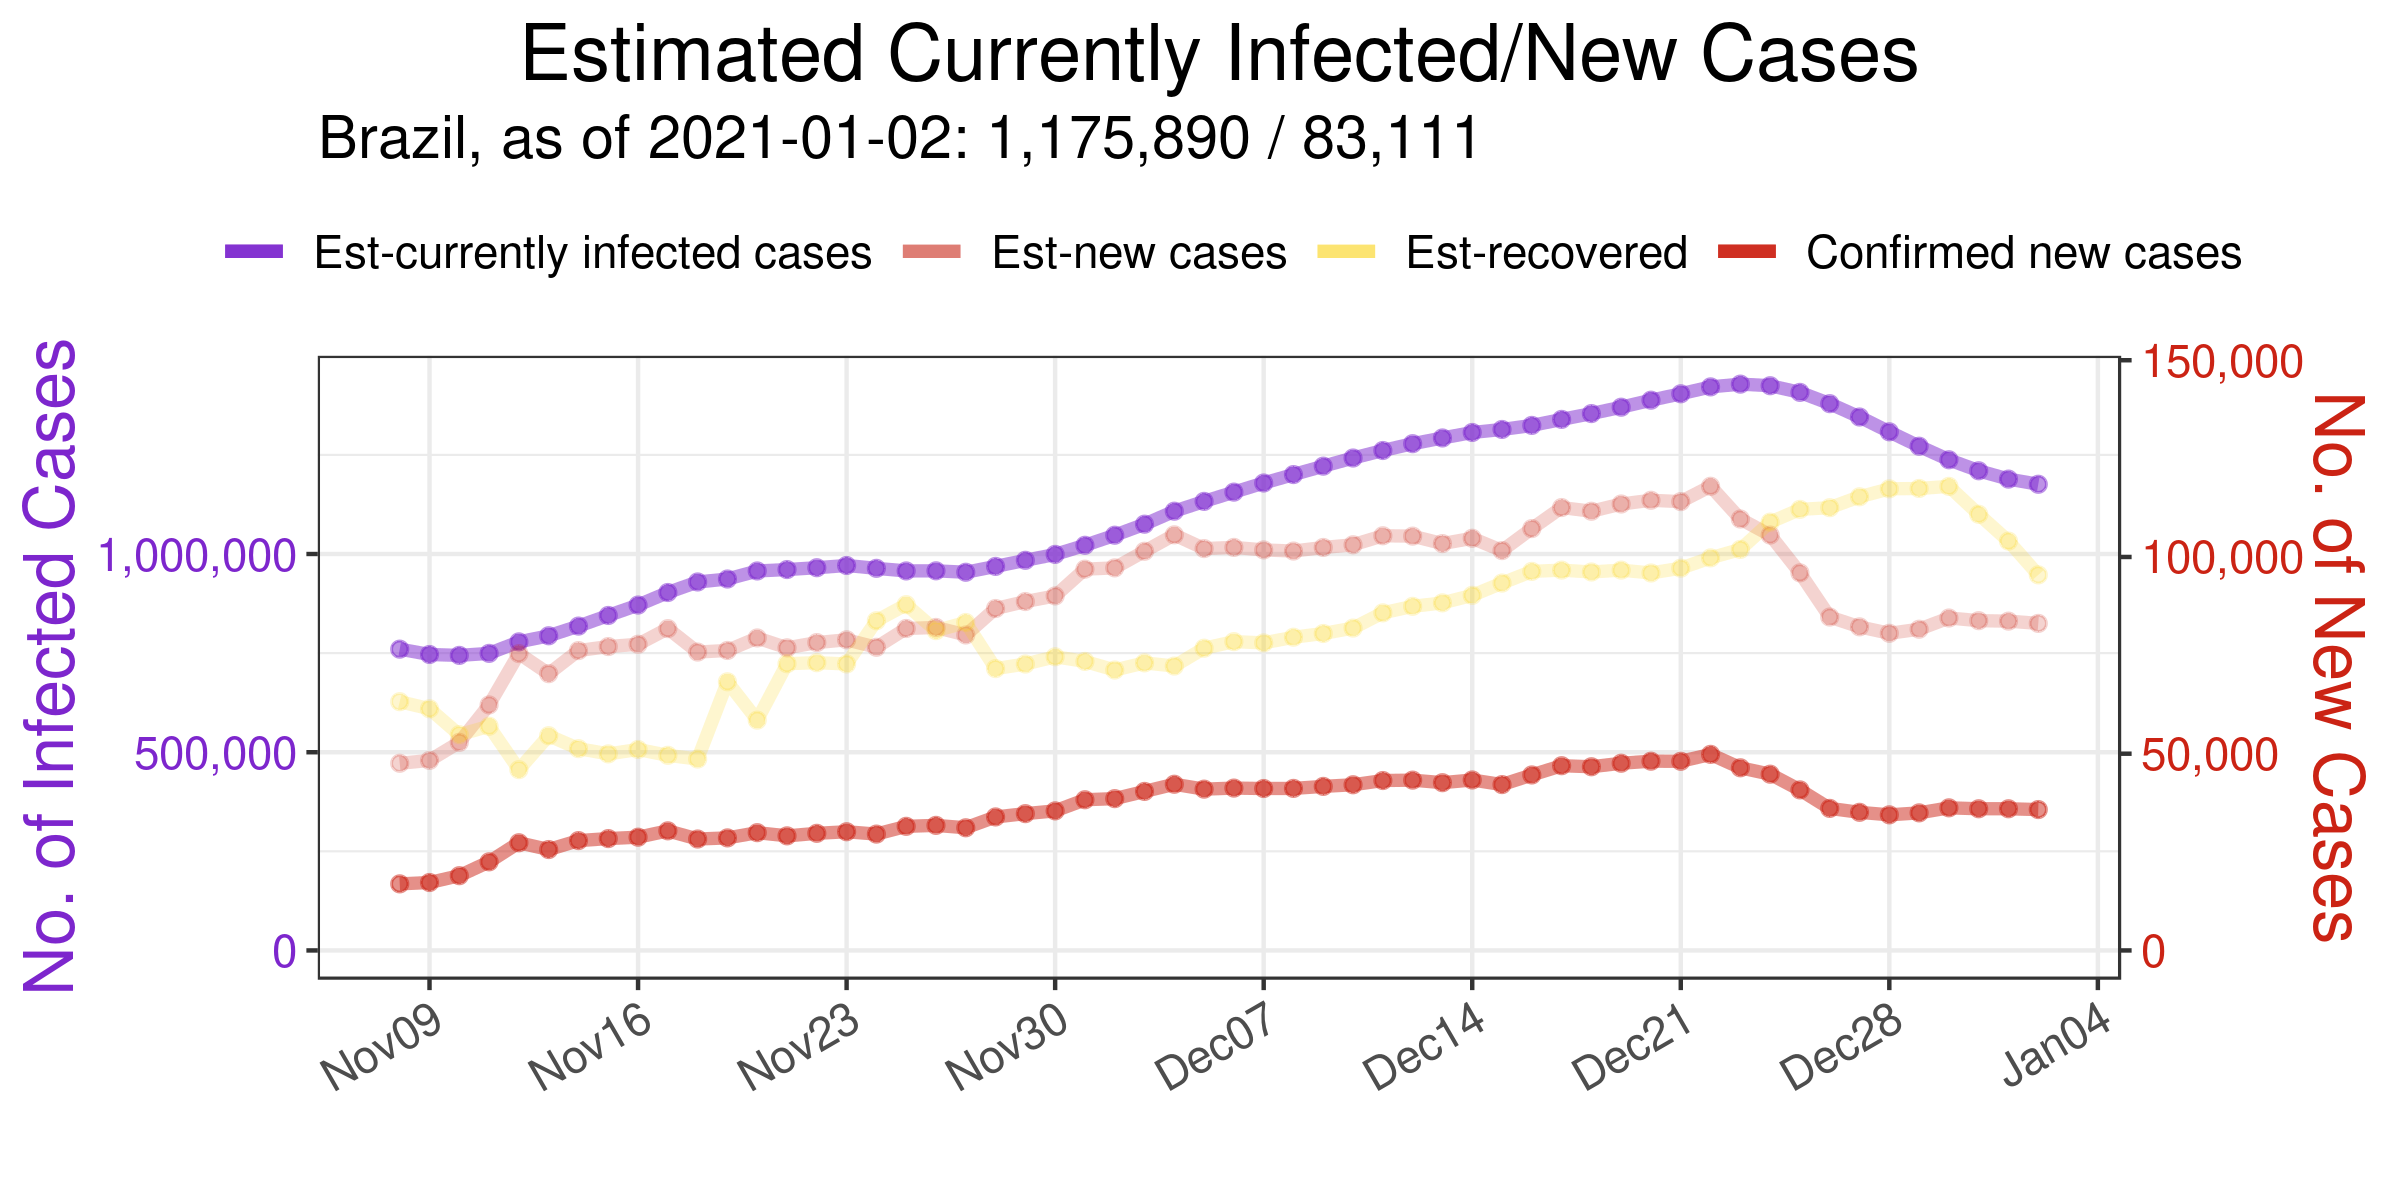 Estimated Currently Infected/New Cases
Brazil, as of 2021-01-02: 1,175,890 / 83,111
Est-currently infected cases Est-new cases Est-recovered Confirmed new cases
No. of Infected Cases
1,000,000
500,000
0
150,000
100,000
50,000
0
No. of New Cases
Nov09 Nov16 Nov23 Nov30 Dec07 Dec14 Dec21 Dec28 Jan04